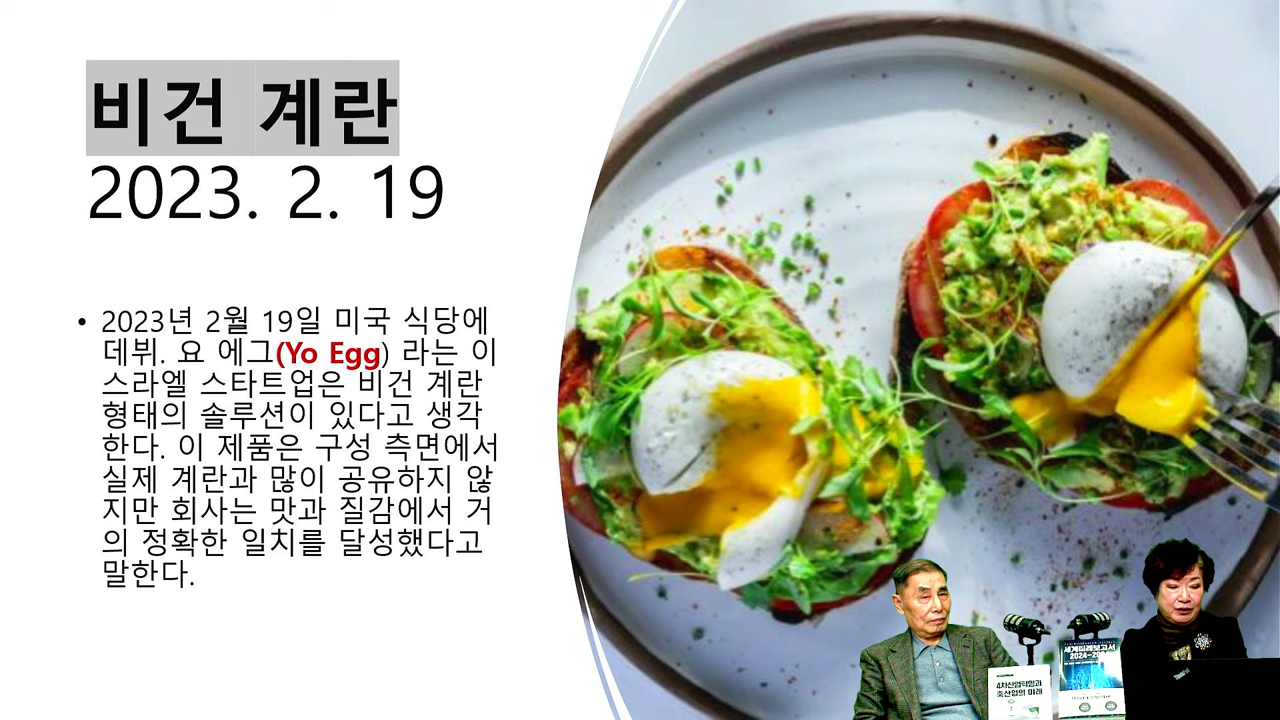 비건 계란
2023. 2. 19
• 2023년 2월 19일 미국 식당에
데뷔. 요 에그(Yo Egg) 라는 이
스라엘 스타트업은 비건 계란
형태의 솔루션이 있다고 생각
한다. 이 제품은 구성 측면에서
실제 계란과 많이 공유하지 않
지만 회사는 맛과 질감에서 거
의 정확한 일치를 달성했다고
말한다.
4차산업혁명과
축산업의 미래
세계미래보고서